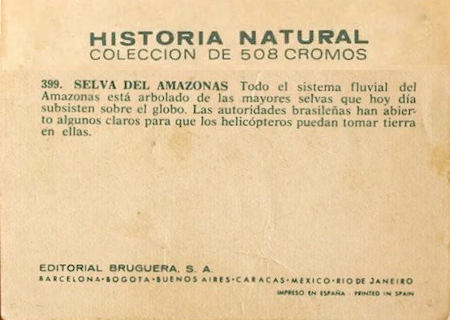 HISTORIA NATURAL
COLECCION DE 508 CROMOS
399. SELVA DEL AMAZONAS Todo el sistema fluvial del
Amazonas está arbolado de las mayores selvas que hoy día
subsisten sobre el globo. Las autoridades brasileñas han abier-
to algunos claros para que los helicópteros puedan tomar tierra
en ellas.
EDITORIAL BRUGUERA, S. A.
BARCELONA•BOGOTA•BUENOS AIRES•CARACAS•MEXICO•RIO DE JANEIRO
IMPRESO EN ESPAÑA - PRINTED IN SPAIN